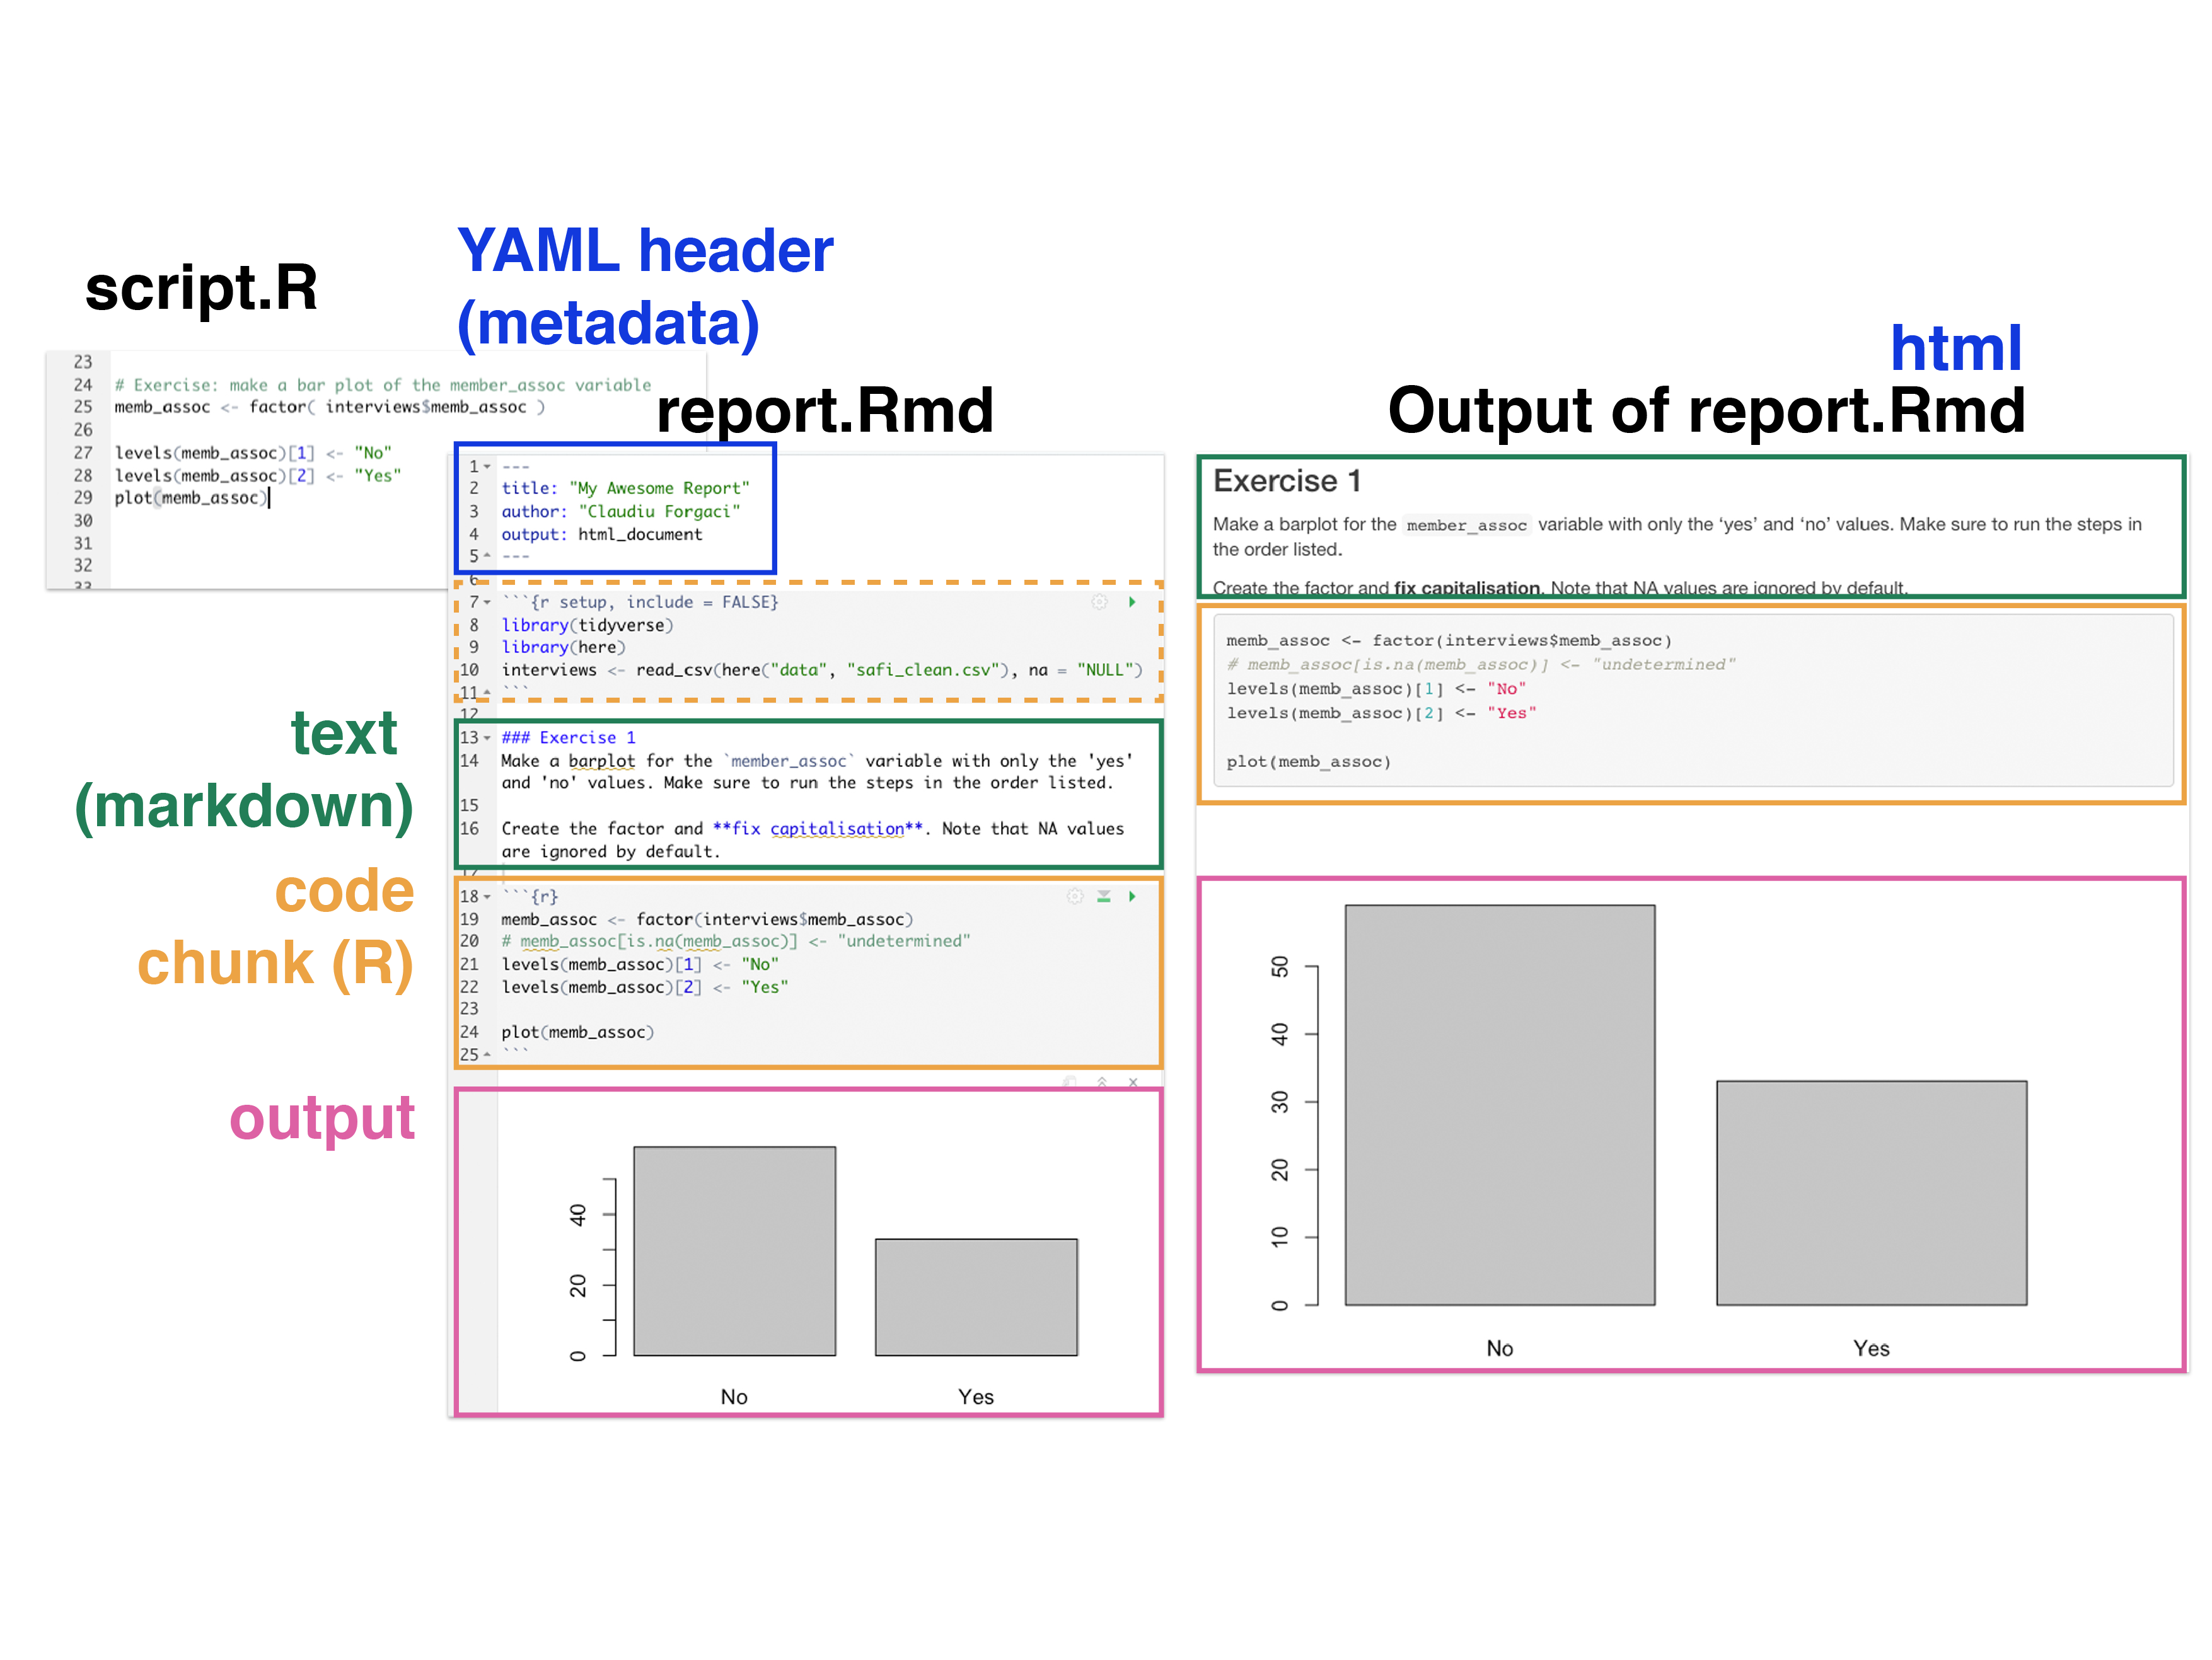 script.R
23
24 # Exercise: make a bar plot of the member_assoc variable
25 memb_assoc <- factor( interviews$memb_assoc )
26
27 levels(memb_assoc)[1] <- "No"
28 levels(memb_assoc)[2] <- "Yes"
29 plot(memb_assoc)
30
31
32
33
YAML header
(metadata)
report.Rmd
1 ---
2 title: "My Awesome Report"
3 author: "Claudiu Forgaci"
4 output: html_document
5 ---
6
7 ```{r setup, include = FALSE}
8 library(tidyverse)
9 library(here)
10 interviews <- read_csv(here("data", "safi_clean.csv"), na = "NULL")
11 ```
12
text
(markdown)
13 ### Exercise 1
14 Make a barplot for the `member_assoc` variable with only the 'yes'
and 'no' values. Make sure to run the steps in the order listed.
15
16 Create the factor and **fix capitalisation**. Note that NA values
are ignored by default.
17
code
chunk (R)
18 ```{r}
19 memb_assoc <- factor(interviews$memb_assoc)
20 # memb_assoc[is.na(memb_assoc)] <- "undetermined"
21 levels(memb_assoc)[1] <- "No"
22 levels(memb_assoc)[2] <- "Yes"
23
24 plot(memb_assoc)
25 ```
output
40
20
0
No Yes
html
Output of report.Rmd
Exercise 1
Make a barplot for the member_assoc variable with only the ‘yes’ and ‘no’ values. Make sure to run the steps in
the order listed.
Create the factor and fix capitalisation. Note that NA values are ignored by default.
memb_assoc <- factor(interviews$memb_assoc)
# memb_assoc[is.na(memb_assoc)] <- "undetermined"
levels(memb_assoc)[1] <- "No"
levels(memb_assoc)[2] <- "Yes"
plot(memb_assoc)
50
40
30
20
10
0
No Yes